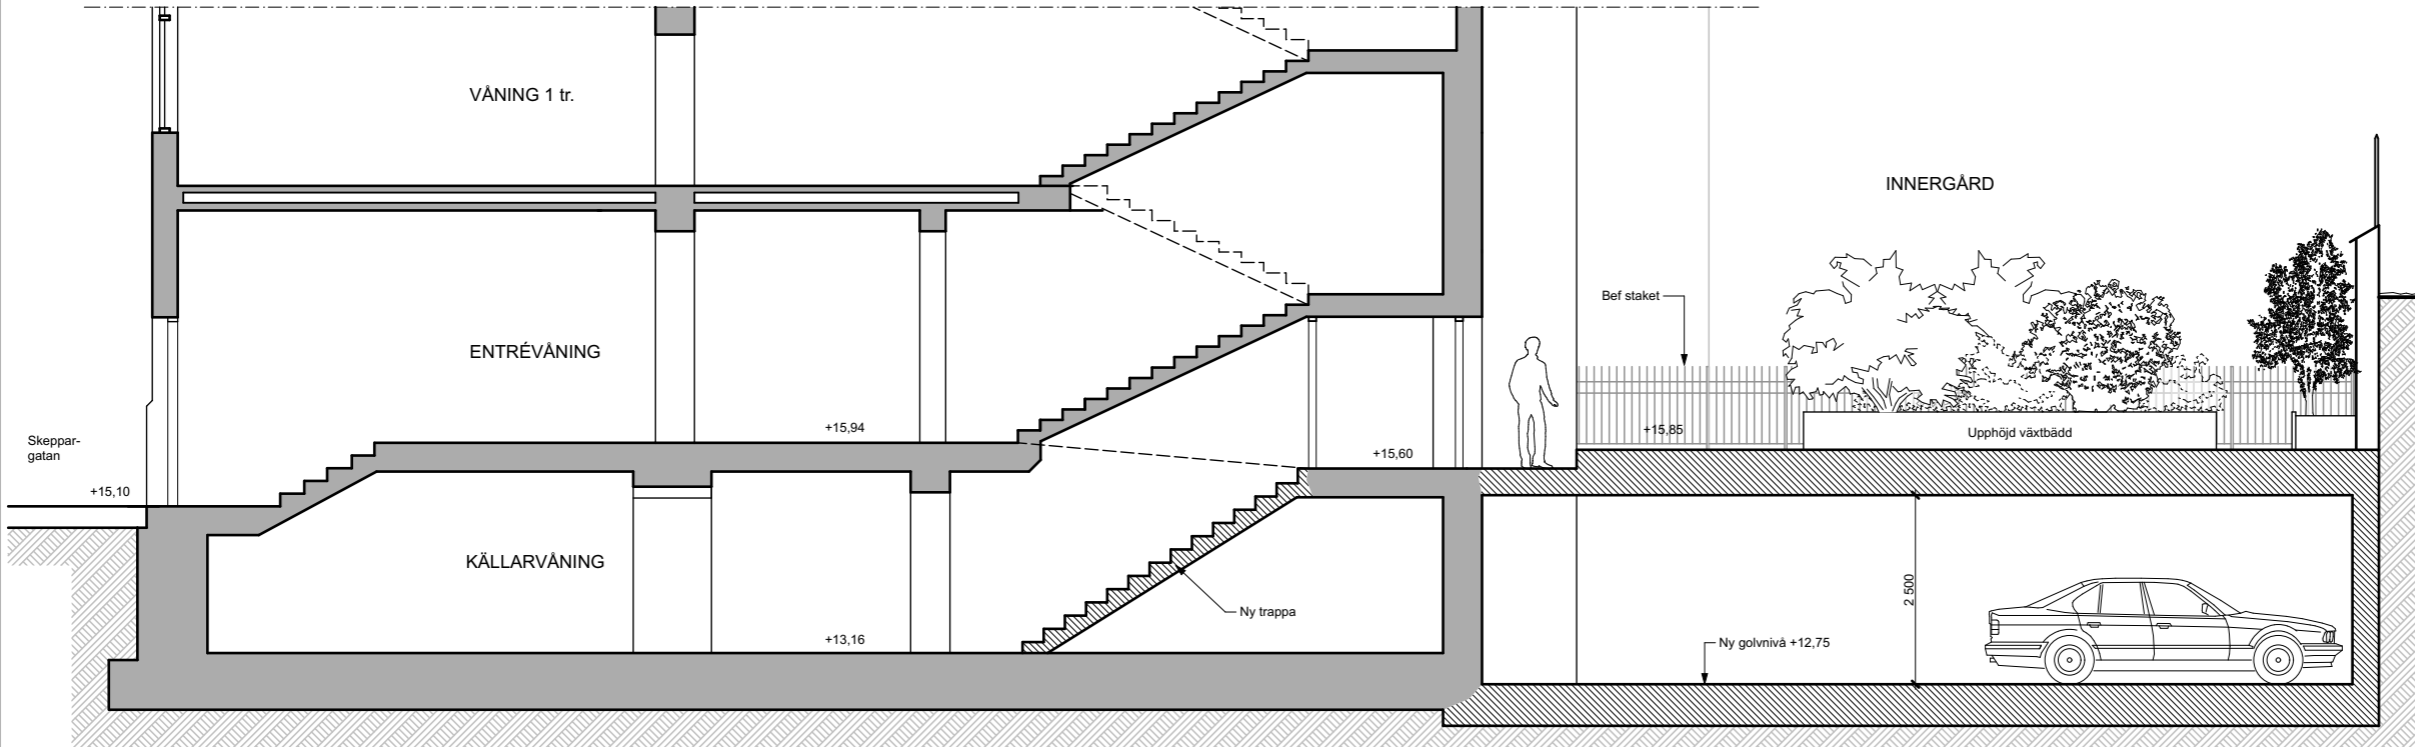 VÅNING 1 tr.
INNERGÅRD
Bef staket
ENTRÉVÅNING
+15,94
+15,85
Upphöjd växtbädd
Skeppar-
gatan
+15,60
+15,10
KÄLLARVÅNING
2 500
Ny trappa
+13,16
Ny golvnivå +12,75